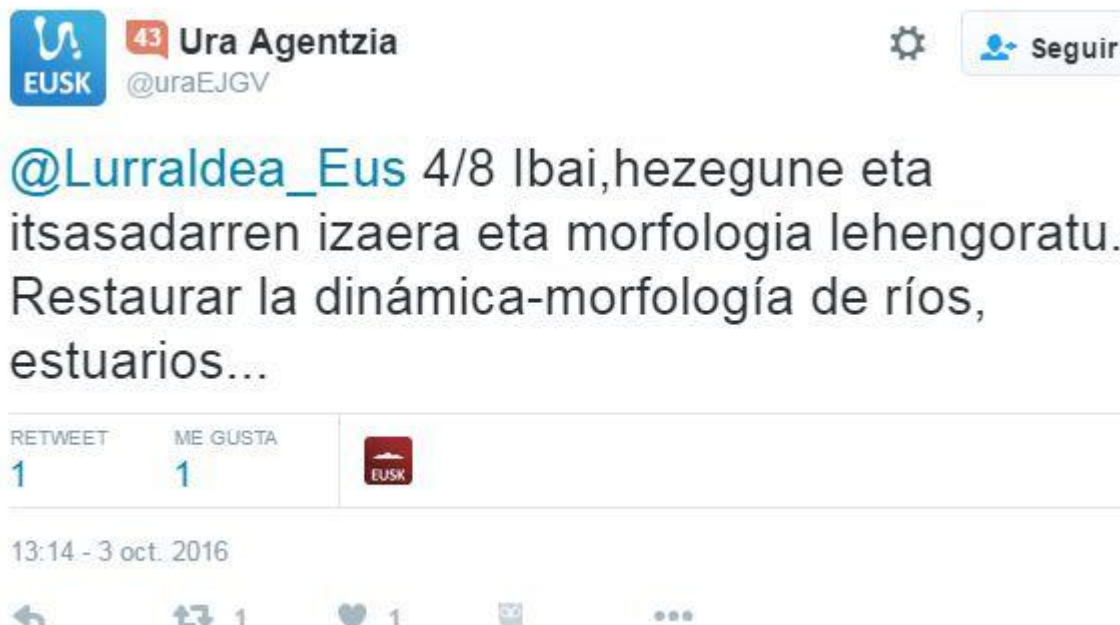 EUSK
43 Ura Agentzia
@uraEJGV
Seguir
@Lurraldea_Eus 4/8 Ibai,hezegune eta
itsasadarren izaera eta morfologia lehengoratu.
Restaurar la dinámica-morfología de ríos,
estuarios...
RETWEET ME GUSTA
1 1
EUSK
13:14 - 3 oct. 2016
1 1